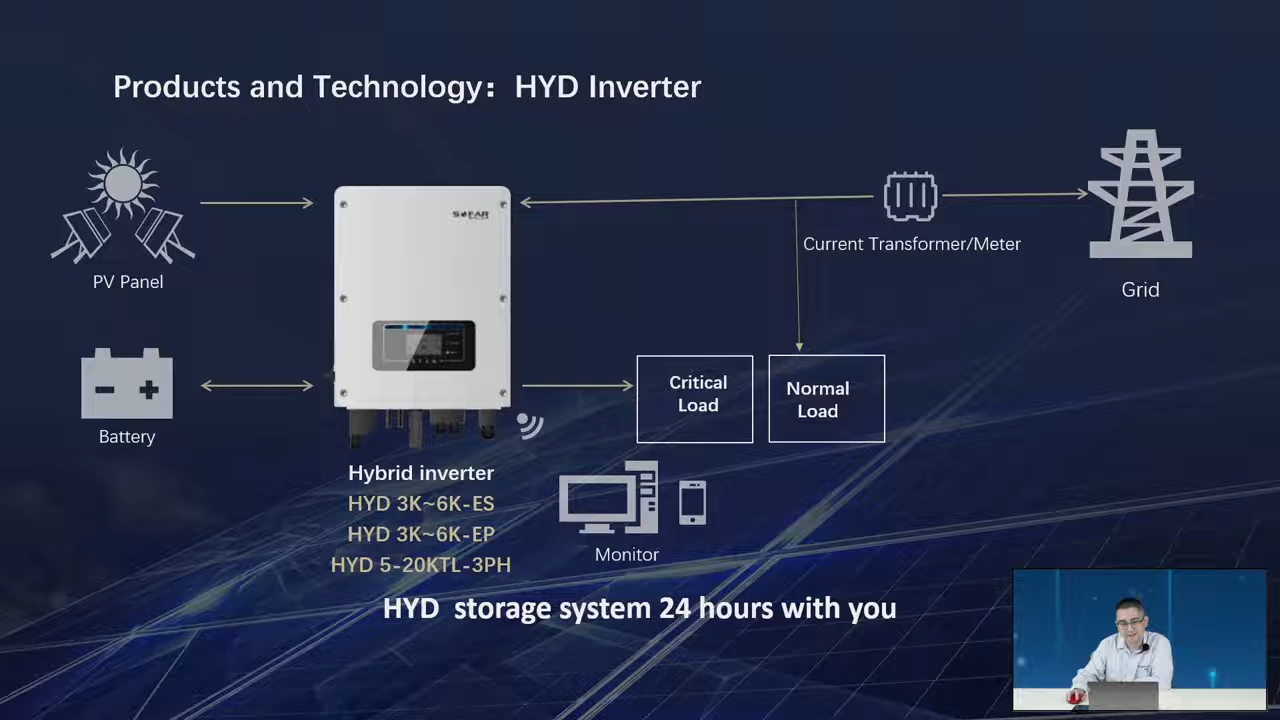 Products and Technology: HYD Inverter
SOFAR
PV Panel
Current Transformer/Meter
Grid
Battery
Critical
Load
Normal
Load
Hybrid inverter
HYD 3K~6K-ES
HYD 3K~6K-EP
HYD 5-20KTL-3PH
Monitor
HYD storage system 24 hours with you